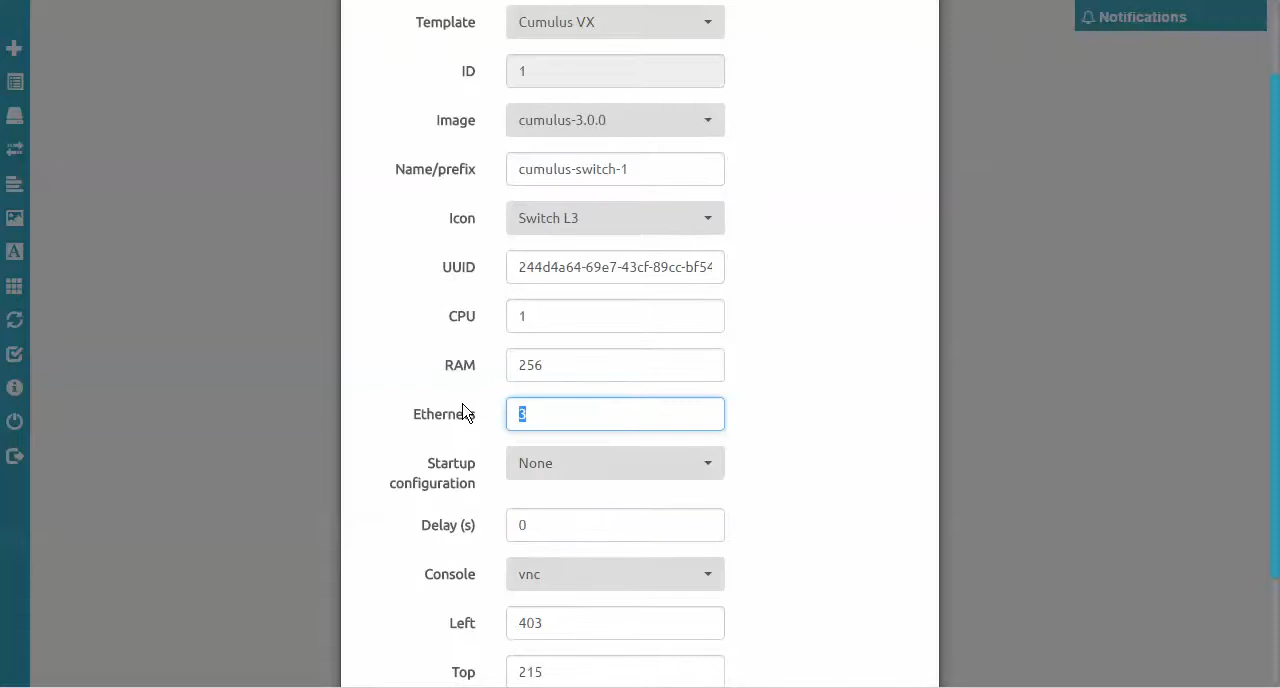 Notifications
Template Cumulus VX
ID 1
Image cumulus-3.0.0
Name/prefix cumulus-switch-1
Icon Switch L3
UUID 244d4a64-69e7-43cf-89cc-bf54
CPU 1
RAM 256
Ethernets 3
Startup configuration None
Delay (s) 0
Console vnc
Left 403
Top 215